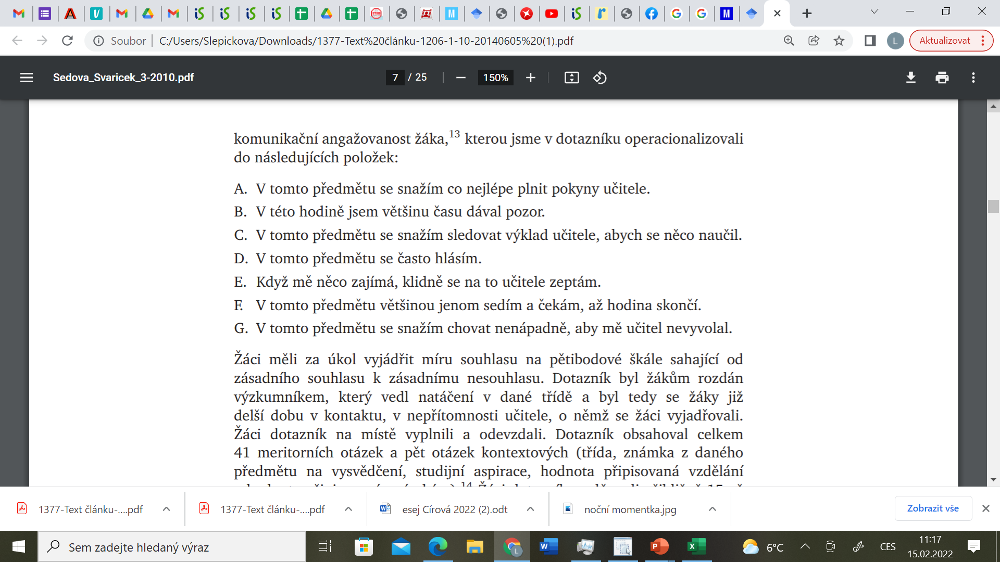 Soubor C:/Users/Slepickova/Downloads/1377-Text%20článku-1206-1-10-20140605%20(1).pdf
L
Aktualizovat
Sedova_Svaricek_3-2010.pdf
7 / 25
150%
komunikační angažovanost žáka,13 kterou jsme v dotazníku operacionalizovali
do následujících položek:
A. V tomto předmětu se snažím co nejlépe plnit pokyny učitele.
B. V této hodině jsem většinu času dával pozor.
C. V tomto předmětu se snažím sledovat výklad učitele, abych se něco naučil.
D. V tomto předmětu se často hlásím.
E. Když mě něco zajímá, klidně se na to učitele zeptám.
F. V tomto předmětu většinou jenom sedím a čekám, až hodina skončí.
G. V tomto předmětu se snažím chovat nenápadně, aby mě učitel nevyvolal.
Žáci měli za úkol vyjádřit míru souhlasu na pětibodové škále sahající od
zásadního souhlasu k zásadnímu nesouhlasu. Dotazník byl žákům rozdán
výzkumníkem, který vedl natáčení v dané třídě a byl tedy se žáky již
delší dobu v kontaktu, v nepřítomnosti učitele, o němž se žáci vyjadřovali.
Žáci dotazník na místě vyplnili a odevzdali. Dotazník obsahoval celkem
41 meritorních otázek a pět otázek kontextových (třída, známka z daného
předmětu na vysvědčení, studijní aspirace, hodnota připisovaná vzdělání
1377-Text článku-....pdf
1377-Text článku-....pdf
esej Círová 2022 (2).odt
noční momentka.jpg
Zobrazit vše
Sem zadejte hledaný výraz
6°C
CES
11:17
15.02.2022